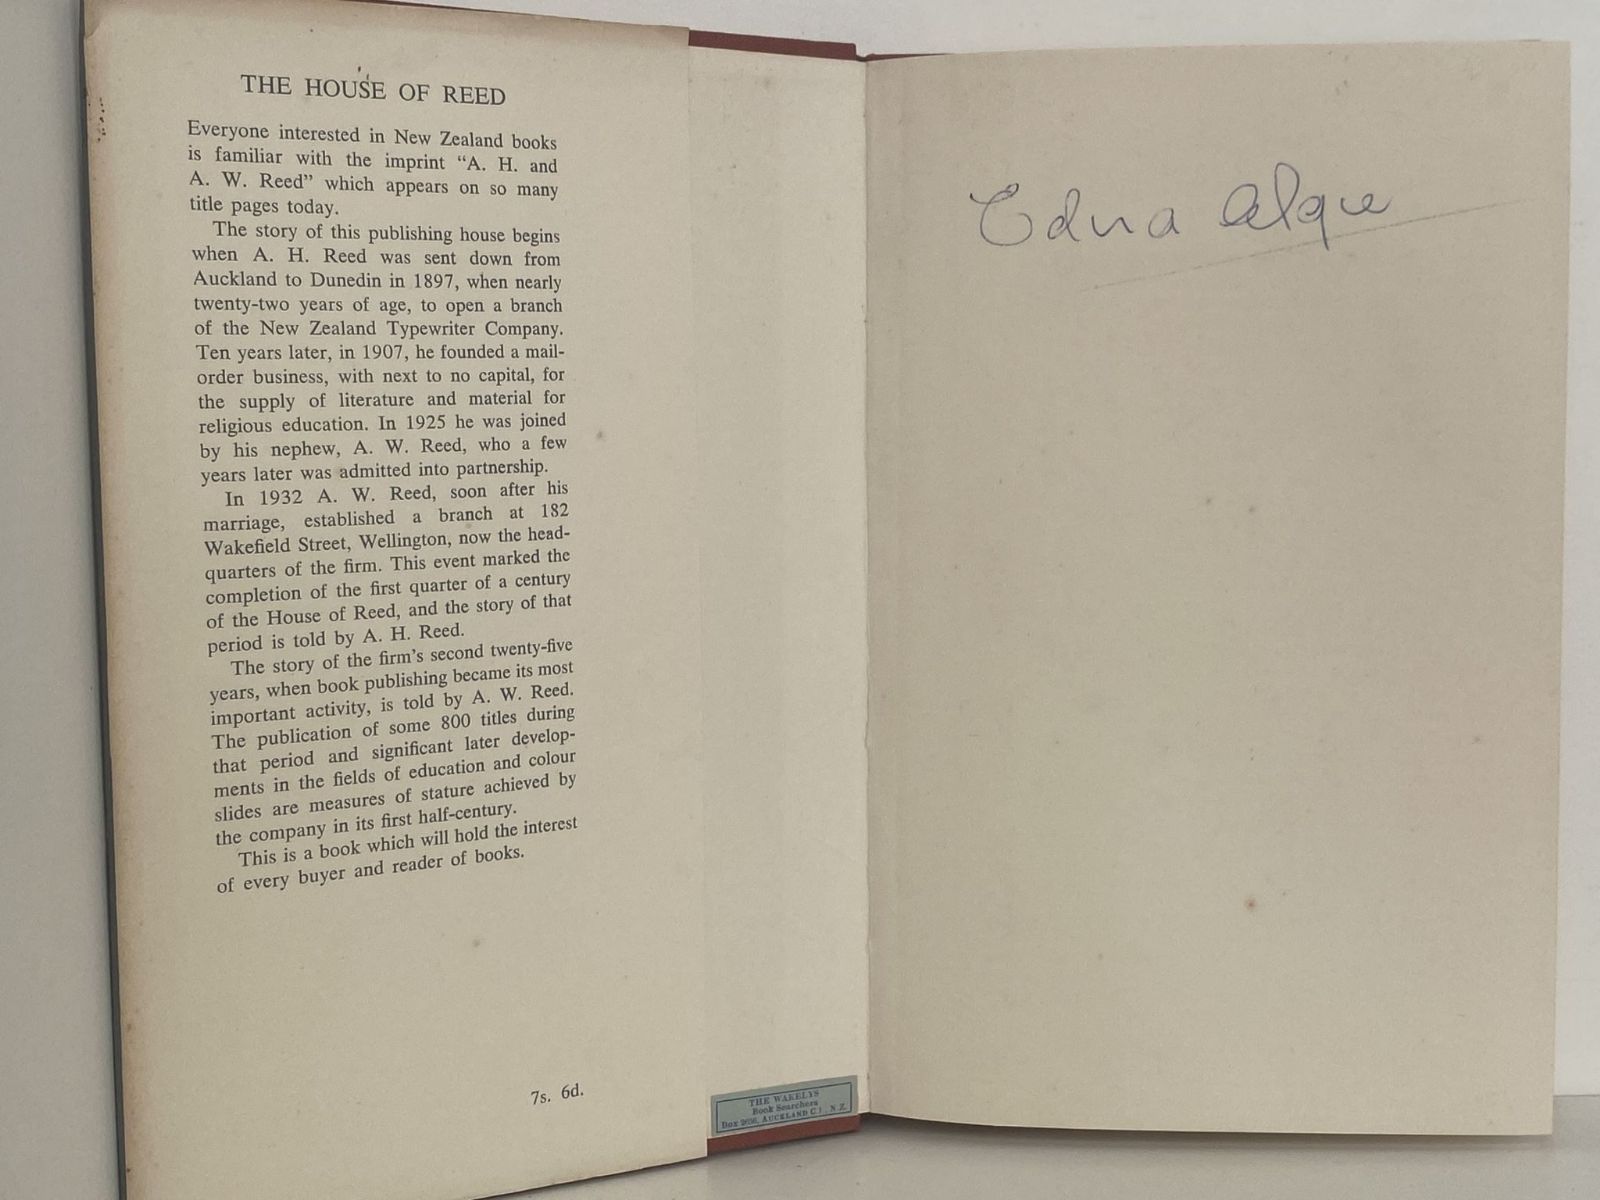 THE HOUSE OF REED
Everyone interested in New Zealand books
is familiar with the imprint “A. H. and
A. W. Reed” which appears on so many
title pages today.
The story of this publishing house begins
when A. H. Reed was sent down from
Auckland to Dunedin in 1897, when nearly
twenty-two years of age, to open a branch
of the New Zealand Typewriter Company.
Ten years later, in 1907, he founded a mail-
order business, with next to no capital, for
the supply of literature and material for
religious education. In 1925 he was joined
by his nephew, A. W. Reed, who a few
years later was admitted into partnership.
In 1932 A. W. Reed, soon after his
marriage, established a branch at 182
Wakefield Street, Wellington, now the head-
quarters of the firm. This event marked the
completion of the first quarter of a century
of the House of Reed, and the story of that
period is told by A. H. Reed.
The story of the firm’s second twenty-five
years, when book publishing became its most
important activity, is told by A. W. Reed.
The publication of some 800 titles during
that period and significant later develop-
ments in the fields of education and colour
slides are measures of stature achieved by
the company in its first half-century.
This is a book which will hold the interest
of every buyer and reader of books.
7s. 6d.
THE WAKELYS
Book Searchers
Box AUCKLAND C.1, N.Z.
Edna